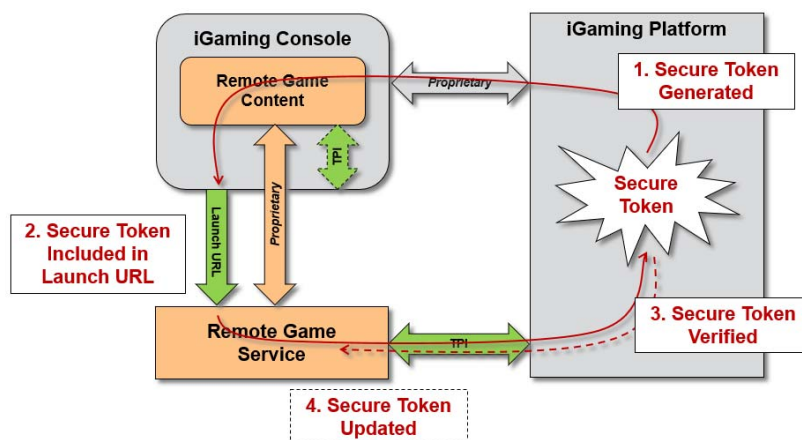 iGaming Console
iGaming Platform
Remote Game
Content
Proprietary
1. Secure Token
Generated
TPI
Secure
Token
2. Secure Token
Included in
Launch URL
Launch URL
Proprietary
3. Secure Token
Verified
Remote Game
Service
TPI
4. Secure Token
Updated